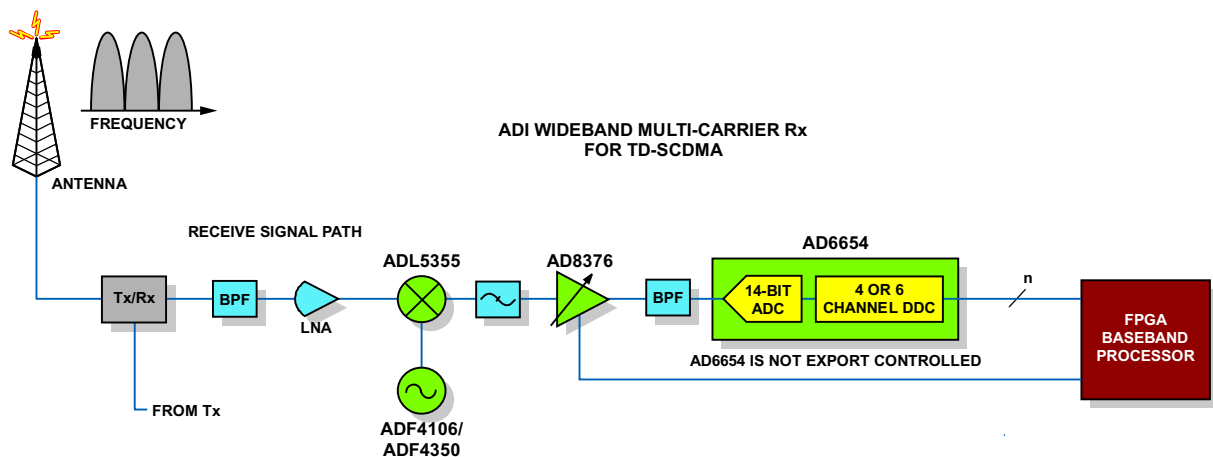 FREQUENCY
ADI WIDEBAND MULTI-CARRIER Rx
FOR TD-SCDMA
ANTENNA
RECEIVE SIGNAL PATH
Tx/Rx
BPF
LNA
ADL5355
AD8376
BPF
AD6654
14-BIT
ADC
4 OR 6
CHANNEL DDC
n
FPGA
BASEBAND
PROCESSOR
AD6654 IS NOT EXPORT CONTROLLED
FROM Tx
ADF4106/
ADF4350